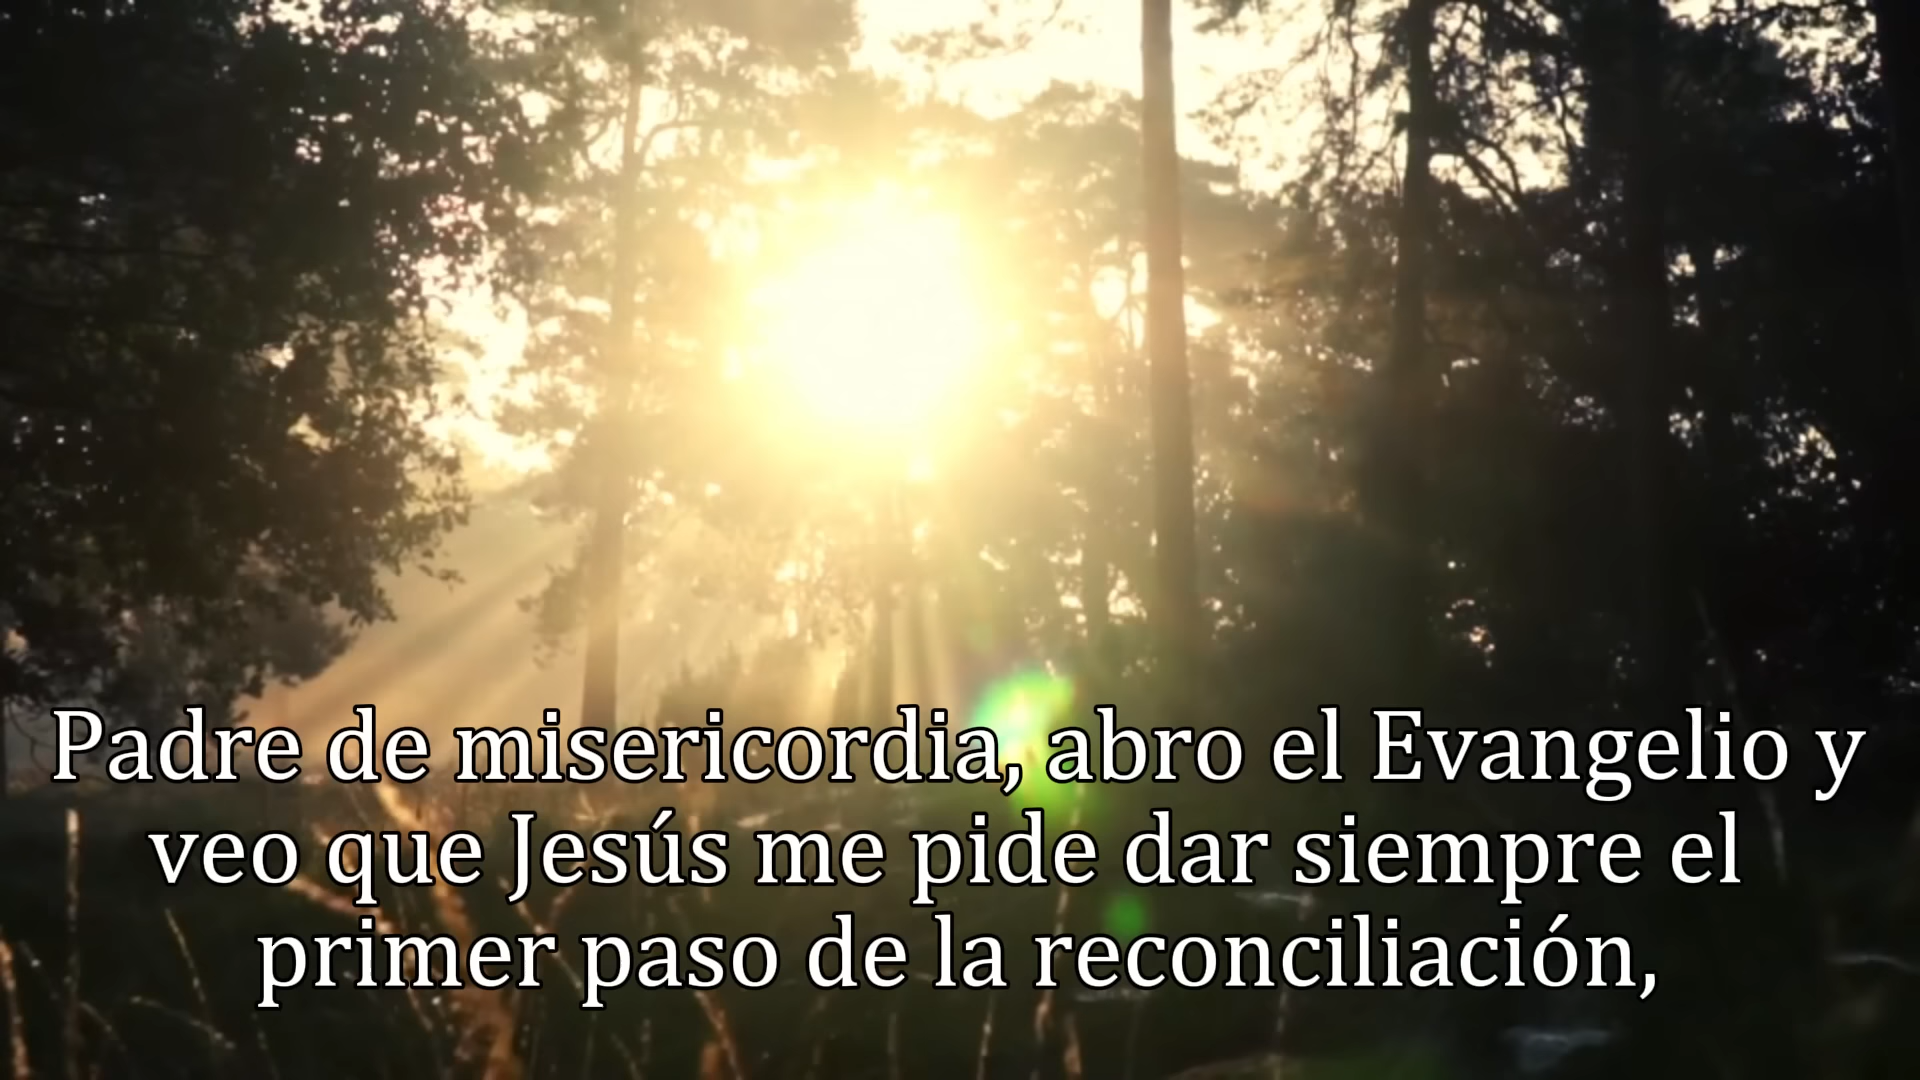 Padre de misericordia, abro el Evangelio y
veo que Jesús me pide dar siempre el
primer paso de la reconciliación,